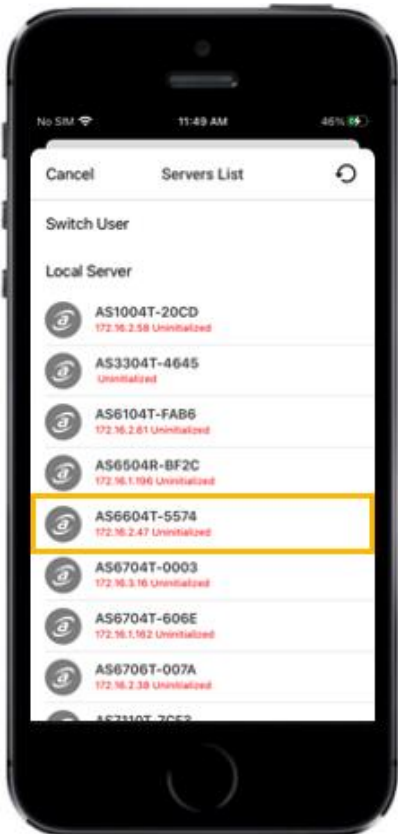 No SIM 11:49 AM 46%
Cancel Servers List
Switch User
Local Server
AS1004T-20CD
172.16.2.58 Uninitialized
AS3304T-4645
Uninitialized
AS6104T-FAB6
172.16.2.61 Uninitialized
AS6504R-BF2C
172.16.1.196 Uninitialized
AS6604T-5574
172.16.2.47 Uninitialized
AS6704T-0003
172.16.3.16 Uninitialized
AS6704T-606E
172.16.1.162 Uninitialized
AS6706T-007A
172.16.2.38 Uninitialized